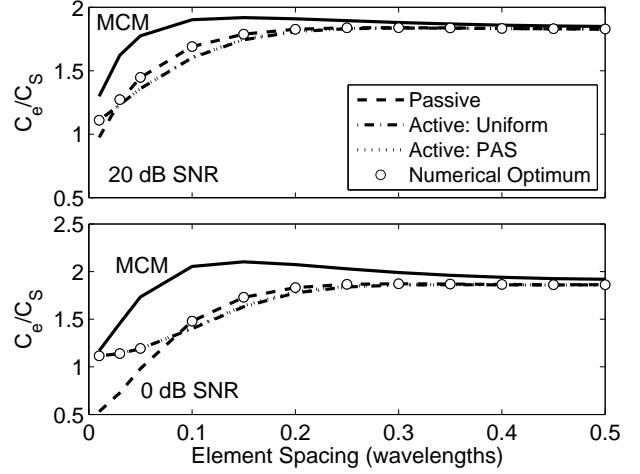 2
1.5
1
0.5
C_e/C_S
MCM
20 dB SNR
Passive
Active: Uniform
Active: PAS
Numerical Optimum
2.5
2
1.5
1
0.5
C_e/C_S
MCM
0 dB SNR
0 0.1 0.2 0.3 0.4 0.5
Element Spacing (wavelengths)